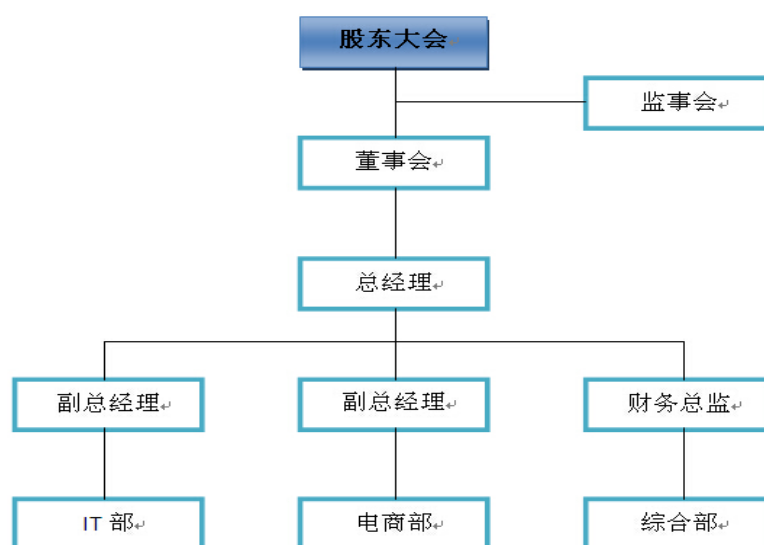 股东大会
监事会
董事会
总经理
副总经理
副总经理
财务总监
IT 部
电商部
综合部